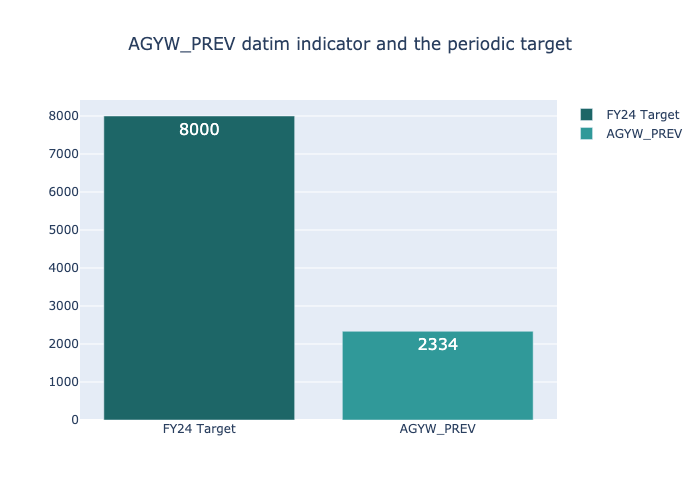 AGYW_PREV datim indicator and the periodic target
FY24 Target
AGYW_PREV
8000
7000
6000
5000
4000
3000
2000
1000
0
8000
2334
FY24 Target
AGYW_PREV